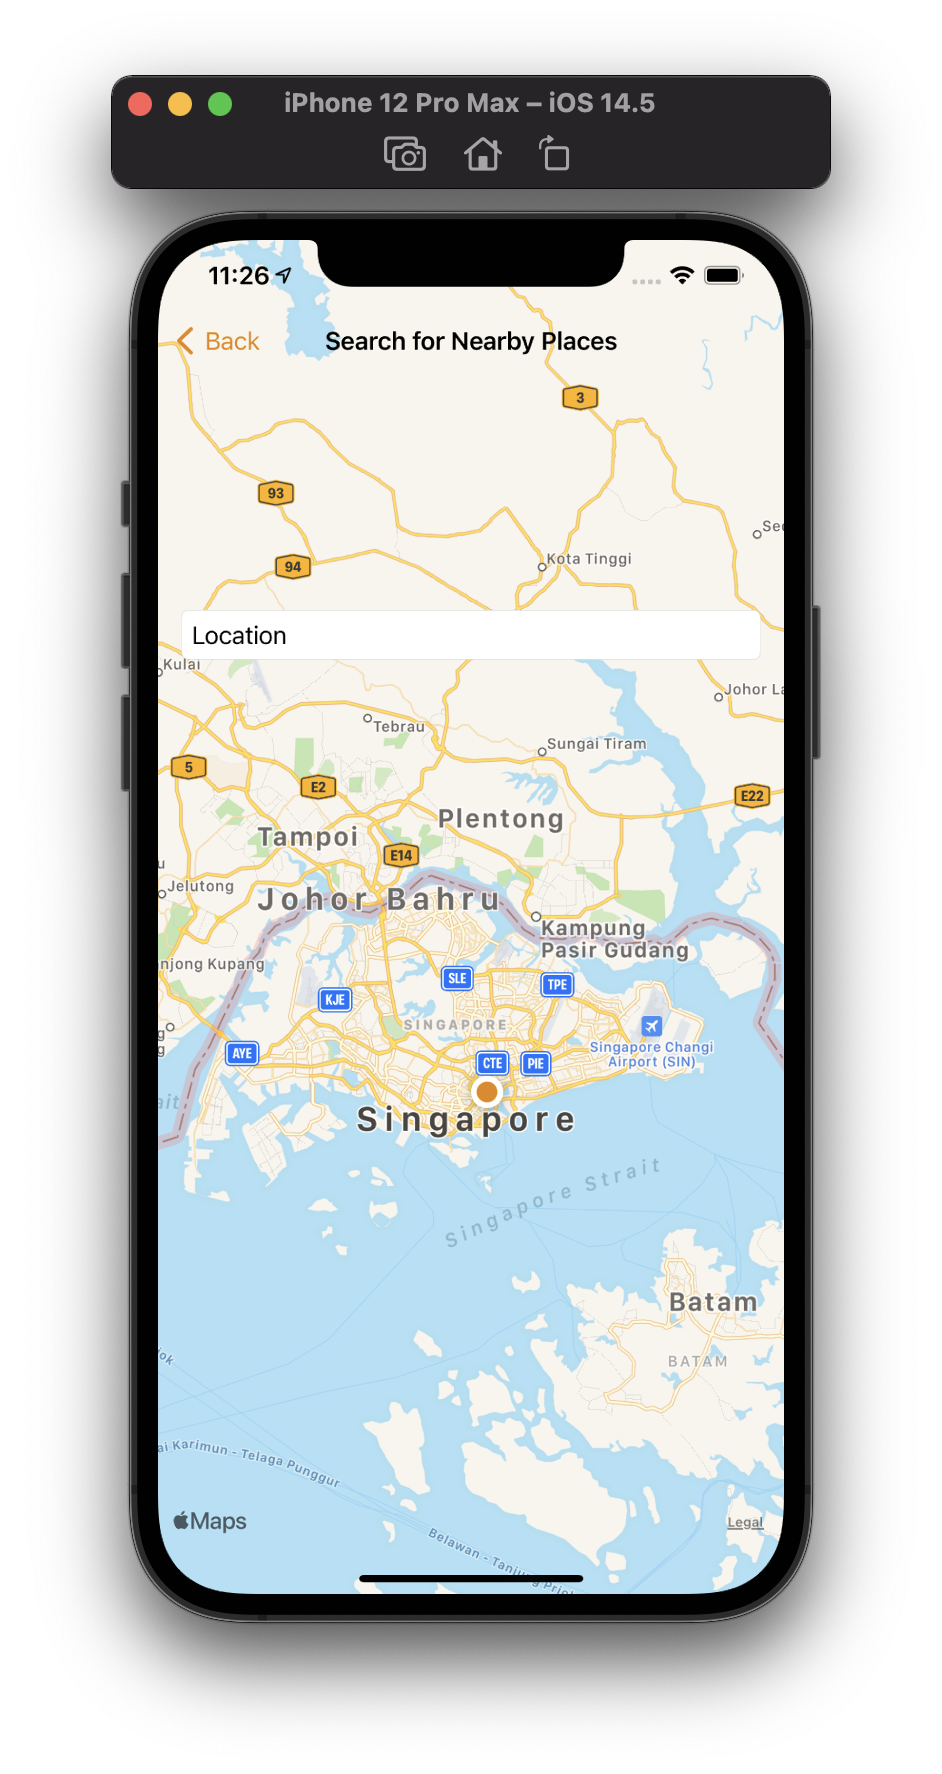 iPhone 12 Pro Max – iOS 14.5
11:26
Back
Search for Nearby Places
3
93
94
Kota Tinggi
Location
Kulai
Johor La
Tebrau
Sungai Tiram
5
E2
E22
Plentong
Tampoi
E14
Jelutong
Johor Bahru
Kampung
Pasir Gudang
njong Kupang
SLE
TPE
KJE
SINGAPORE
Singapore Changi
Airport (SIN)
AYE
CTE
PIE
Singapore
Singapore Strait
Batam
BATAM
ai Karimun - Telaga Punggur
Maps
Legal
Belawan - Tanjung Priok